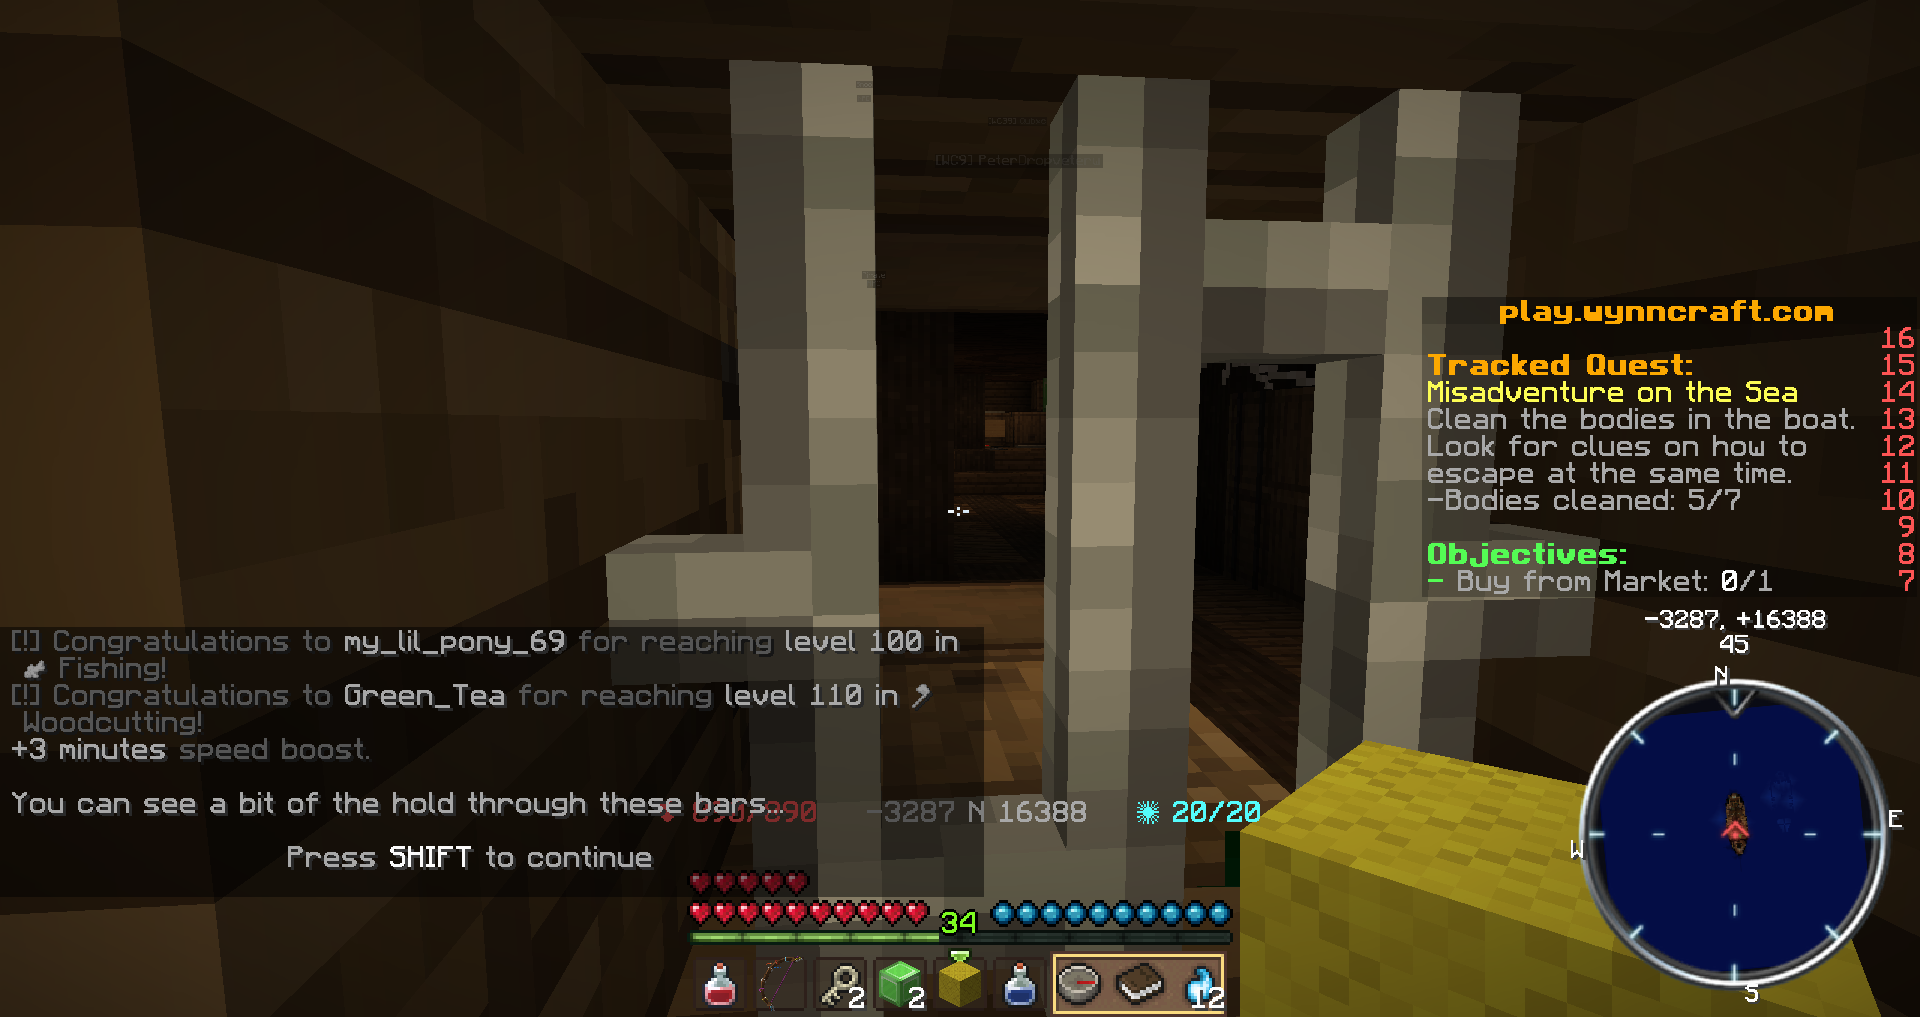 play.wynncraft.com
16
Tracked Quest: 15
Misadventure on the Sea 14
Clean the bodies in the boat. 13
Look for clues on how to 12
escape at the same time. 11
-Bodies cleaned: 5/7 10
9
Objectives: 8
- Buy from Market: 0/1 7
-3287, +16388
45
N
E
W
S
[!] Congratulations to my_lil_pony_69 for reaching level 100 in
Fishing!
[!] Congratulations to Green_Tea for reaching level 110 in
Woodcutting!
+3 minutes speed boost.
You can see a bit of the hold through these bars...
890/890 -3287 N 16388 20/20
Press SHIFT to continue
34
2
2
12